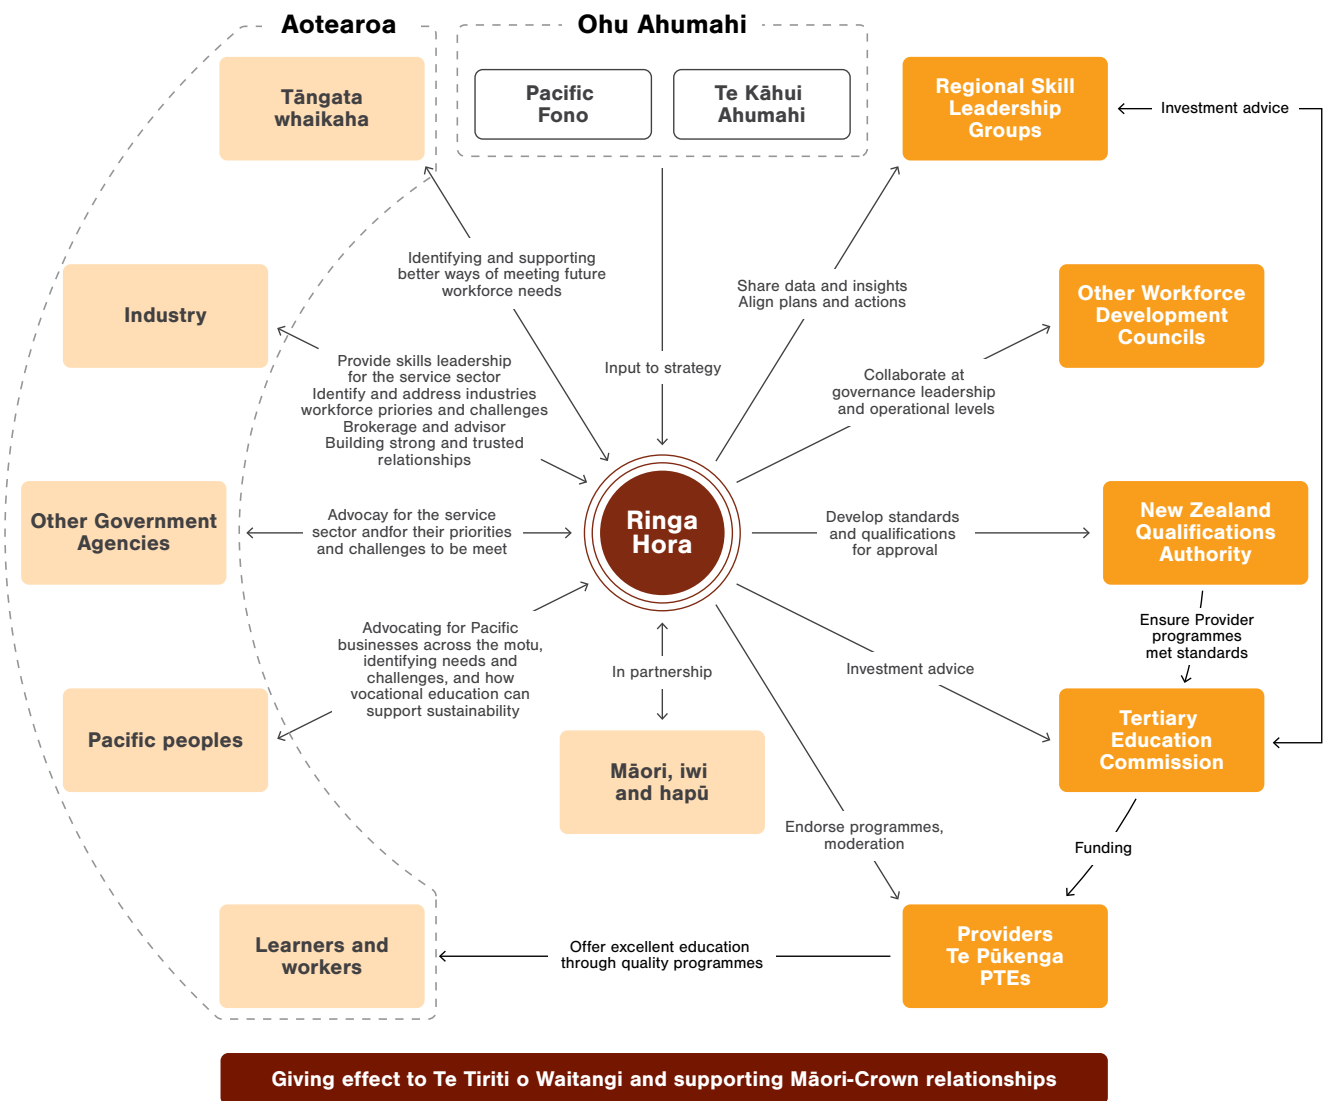 Aotearoa
Ohu Ahumahi
Tāngata
whaikaha
Pacific
Fono
Te Kāhui
Ahumahi
Regional Skill
Leadership
Groups
Investment advice
Identifying and supporting
better ways of meeting future
workforce needs
Share data and insights
Align plans and actions
Industry
Other Workforce
Development
Councils
Provide skills leadership
for the service sector
Identify and address industries
workforce priories and challenges
Brokerage and advisor
Building strong and trusted
relationships
Input to strategy
Collaborate at
governance leadership
and operational levels
Other Government
Agencies
Advocay for the service
sector andfor their priorities
and challenges to be meet
Ringa
Hora
Develop standards
and qualifications
for approval
New Zealand
Qualifications
Authority
Ensure Provider
programmes
met standards
Advocating for Pacific
businesses across the motu,
identifying needs and
challenges, and how
vocational education can
support sustainability
In partnership
Investment advice
Pacific peoples
Māori, iwi
and hapū
Tertiary
Education
Commission
Endorse programmes,
moderation
Funding
Learners and
workers
Offer excellent education
through quality programmes
Providers
Te Pūkenga
PTEs
Giving effect to Te Tiriti o Waitangi and supporting Māori-Crown relationships